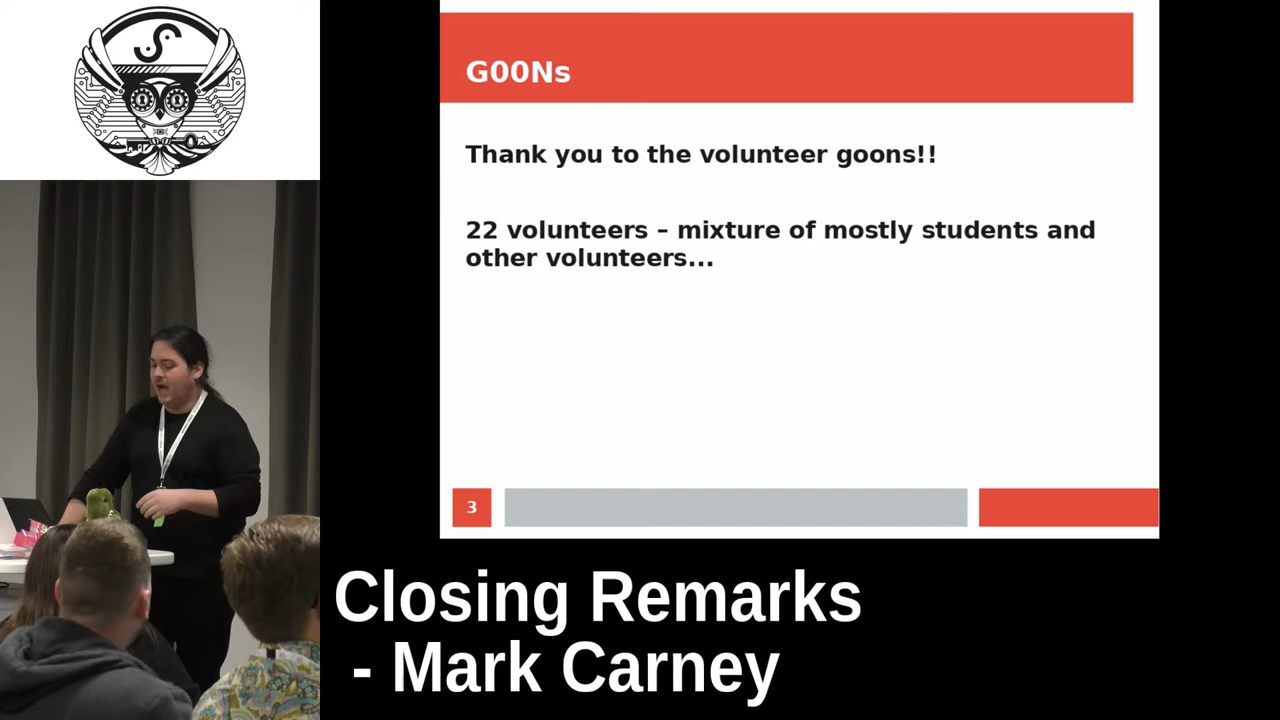 G00Ns
Thank you to the volunteer goons!!
22 volunteers – mixture of mostly students and
other volunteers...
3
Closing Remarks
- Mark Carney